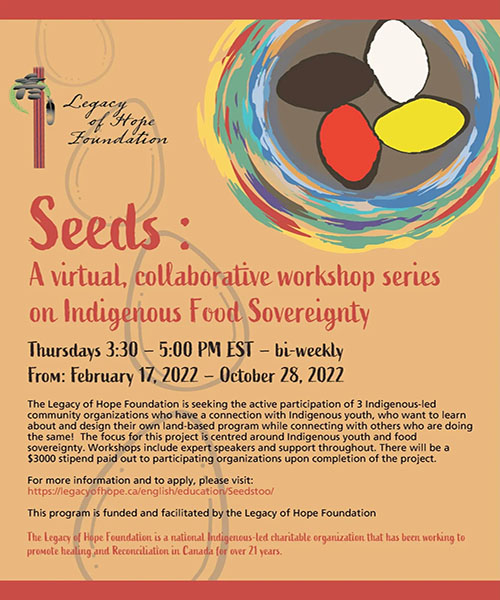 Legacy
of Hope
Foundation
Seeds :
A virtual, collaborative workshop series
on Indigenous Food Sovereignty
Thursdays 3:30 – 5:00 PM EST – bi-weekly
From: February 17, 2022 – October 28, 2022
The Legacy of Hope Foundation is seeking the active participation of 3 Indigenous-led
community organizations who have a connection with Indigenous youth, who want to learn
about and design their own land-based program while connecting with others who are doing
the same! The focus for this project is centred around Indigenous youth and food
sovereignty. Workshops include expert speakers and support throughout. There will be a
$3000 stipend paid out to participating organizations upon completion of the project.
For more information and to apply, please visit:
https://legacyofhope.ca/english/education/Seedstoo/
This program is funded and facilitated by the Legacy of Hope Foundation
The Legacy of Hope Foundation is a national Indigenous-led charitable organization that has been working to
promote healing and Reconciliation in Canada for over 21 years.